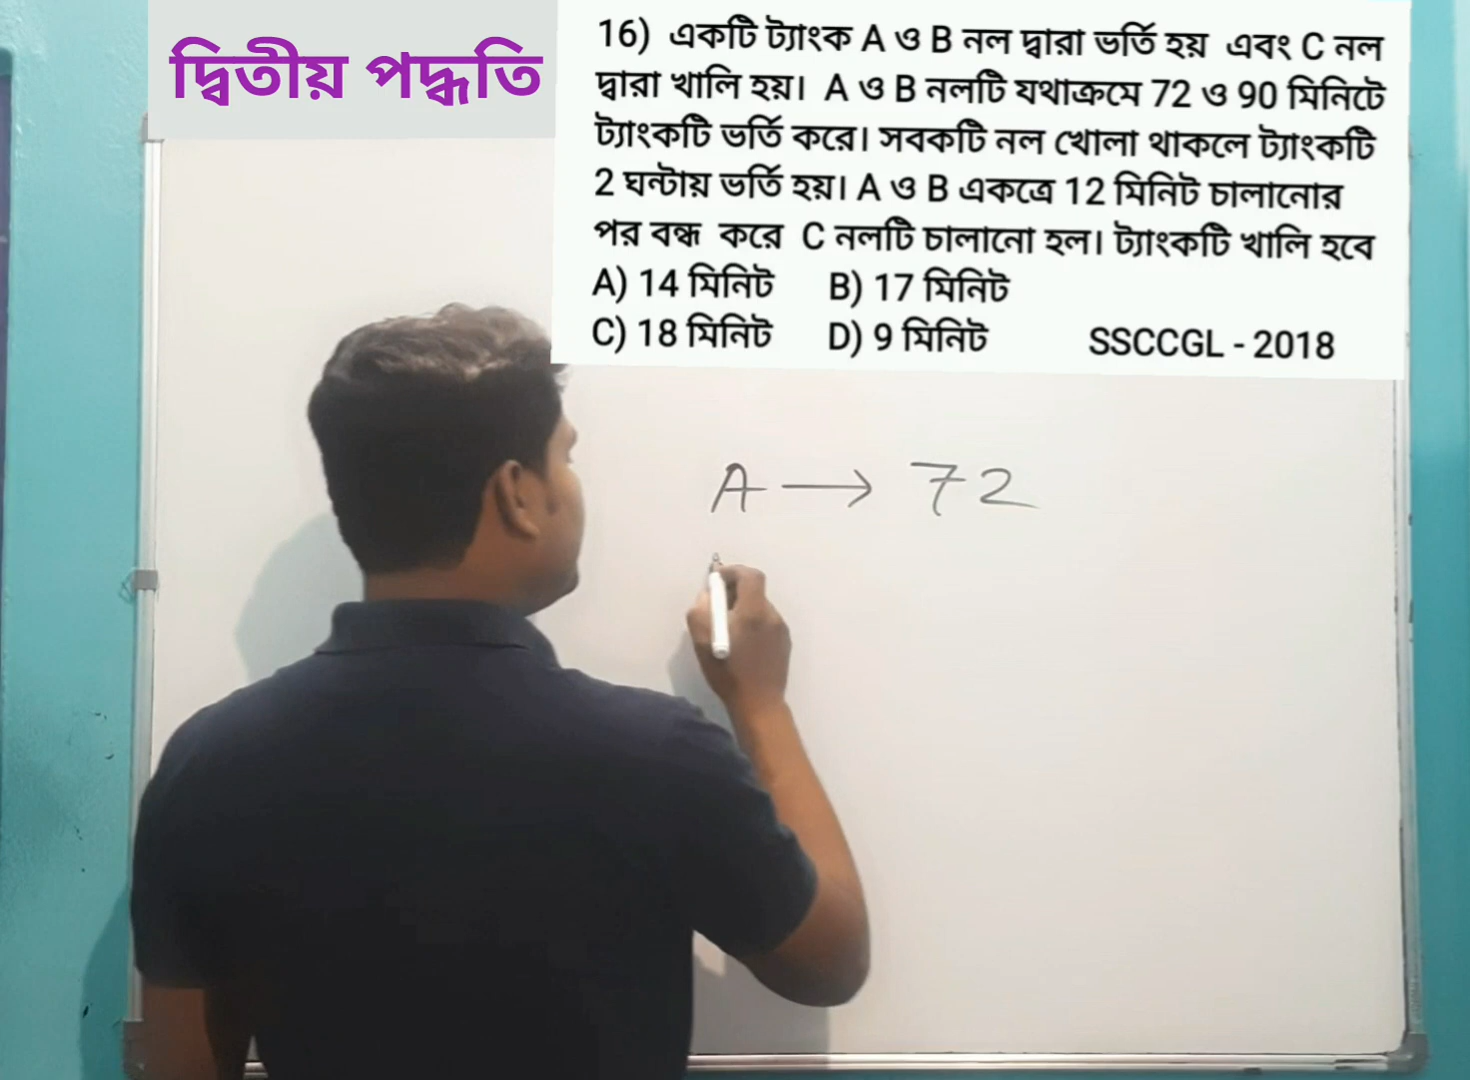 দ্বিতীয় পদ্ধতি
16) একটি ট্যাংক A ও B নল দ্বারা ভর্তি হয় এবং C নল
দ্বারা খালি হয়। A ও B নলটি যথাক্রমে 72 ও 90 মিনিটে
ট্যাংকটি ভর্তি করে। সবকটি নল খোলা থাকলে ট্যাংকটি
2 ঘন্টায় ভর্তি হয়। A ও B একত্রে 12 মিনিট চালানোর
পর বন্ধ করে C নলটি চালানো হল। ট্যাংকটি খালি হবে
A) 14 মিনিট B) 17 মিনিট
C) 18 মিনিট D) 9 মিনিট SSCCGL - 2018
A → 72